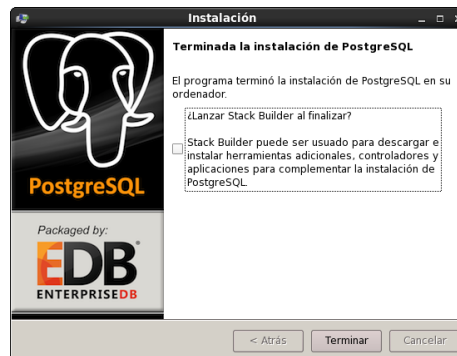 Instalación
Terminada la instalación de PostgreSQL
El programa terminó la instalación de PostgreSQL en su
ordenador.
¿Lanzar Stack Builder al finalizar?
Stack Builder puede ser usado para descargar e
instalar herramientas adicionales, controladores y
aplicaciones para complementar la instalación de
PostgreSQL.
PostgreSQL
Packaged by:
EDB
ENTERPRISEDB
< Atrás
Terminar
Cancelar